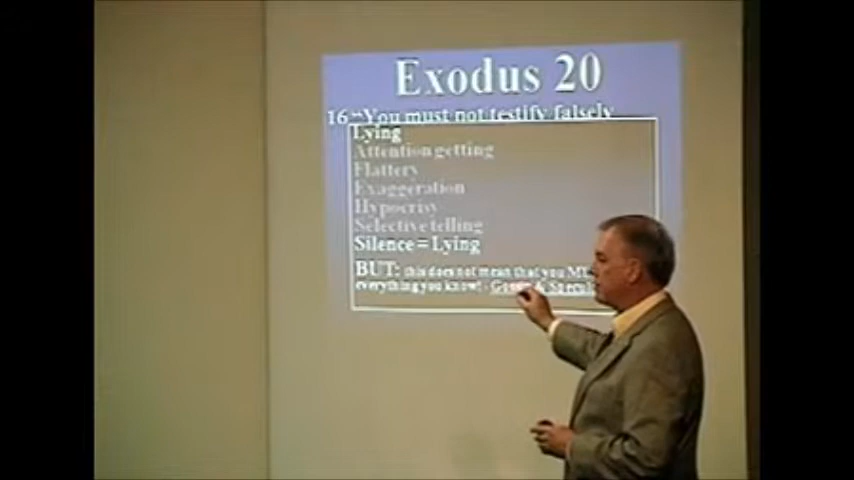 Exodus 20
16 "You must not testify falsely
Lying
Attention getting
Flattery
Exaggeration
Hypocrisy
Selective telling
Silence = Lying
BUT: this does not mean that you
everything you know! - Gossip &